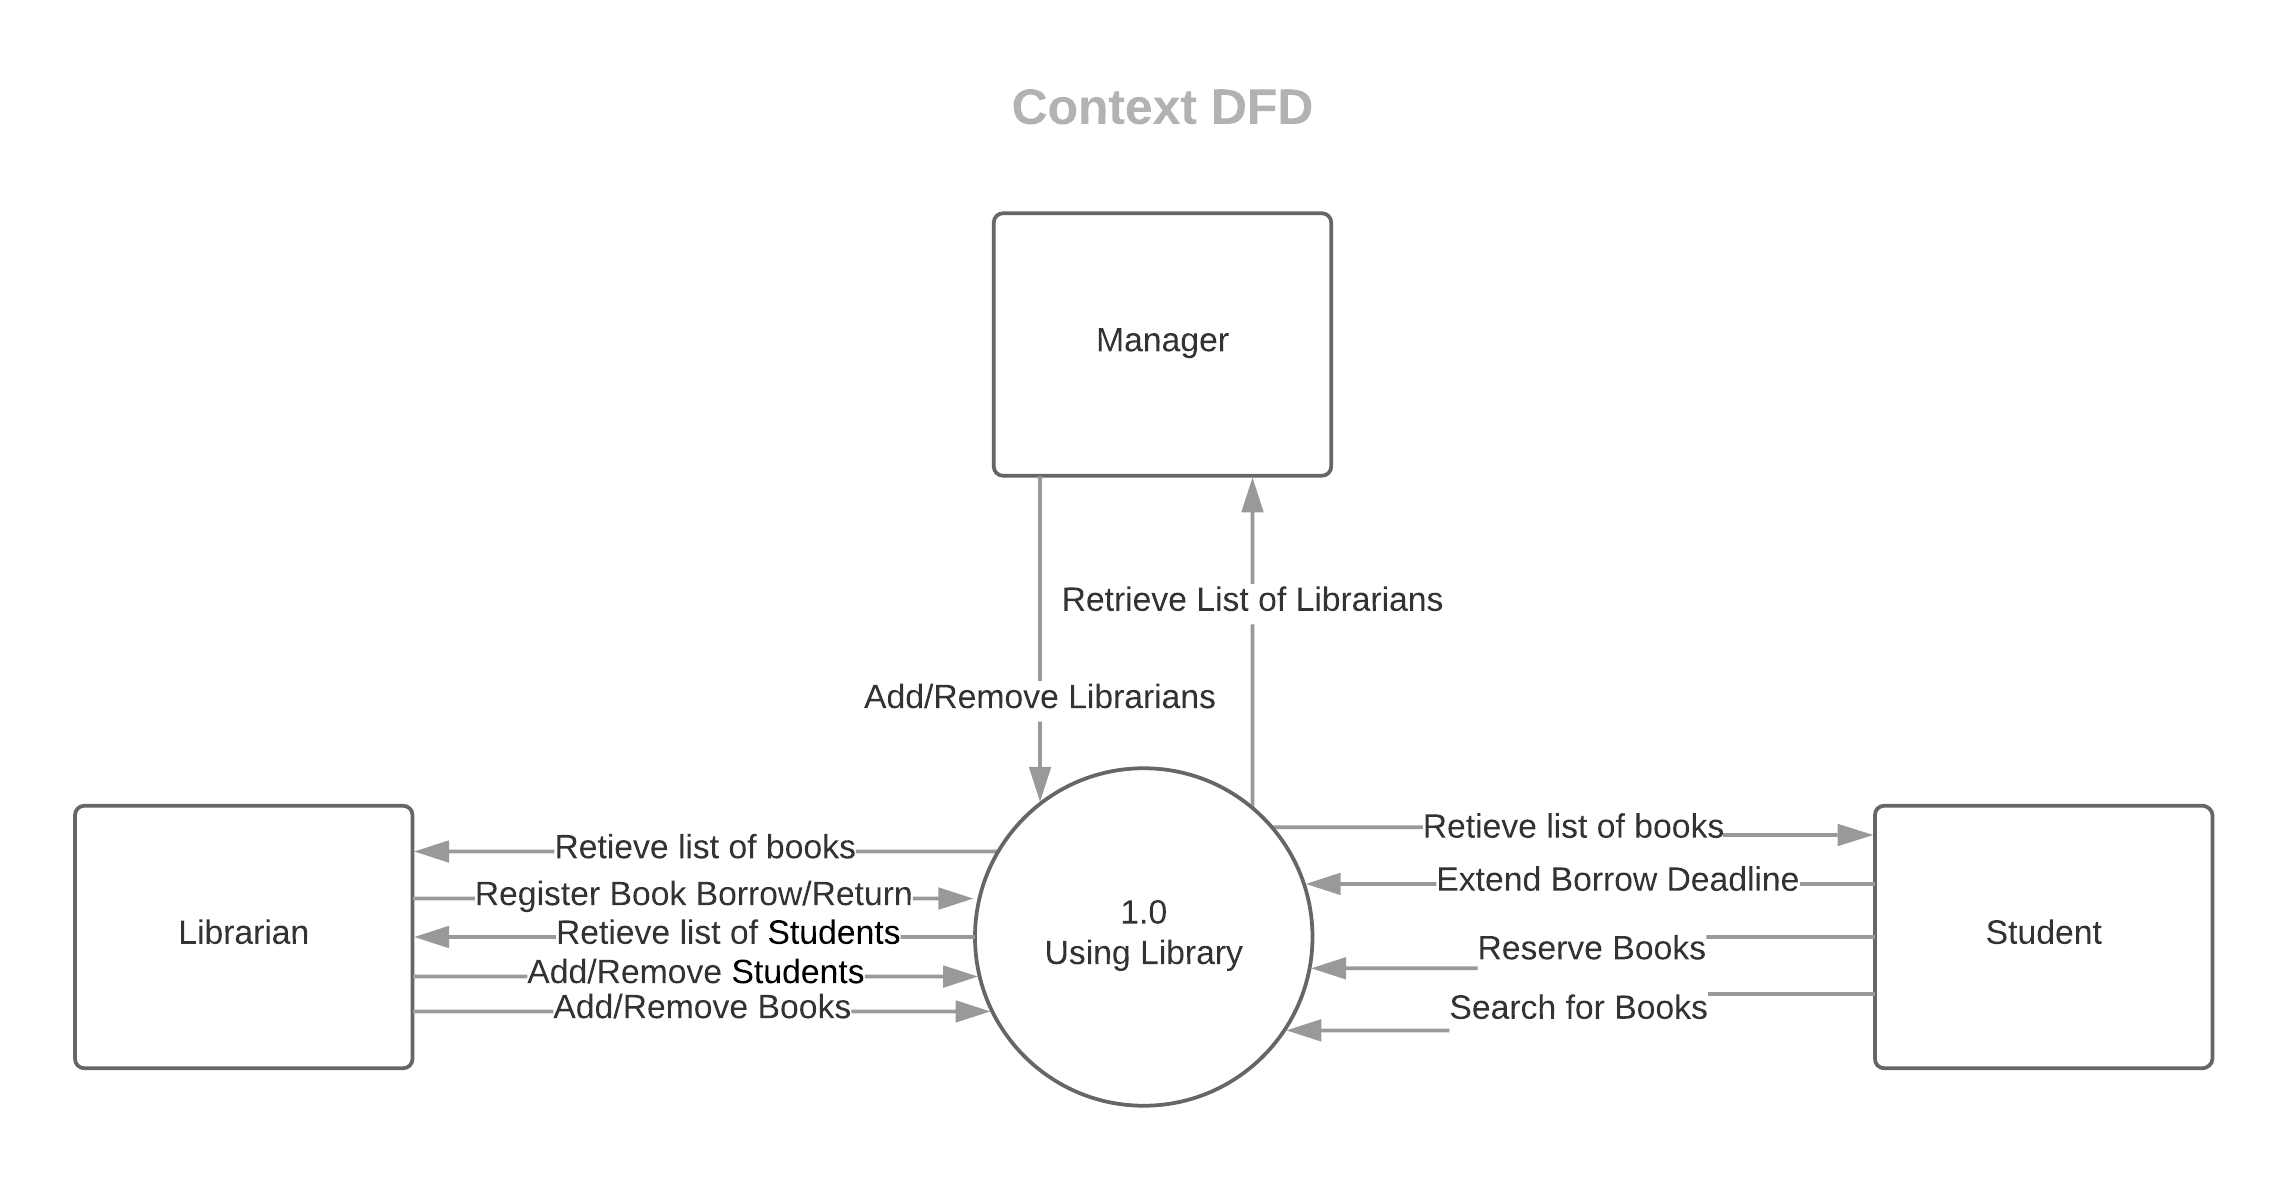 Context DFD
Manager
Retrieve List of Librarians
Add/Remove Librarians
Librarian
Retieve list of books
Register Book Borrow/Return
Retieve list of Students
Add/Remove Students
Add/Remove Books
1.0
Using Library
Retieve list of books
Extend Borrow Deadline
Reserve Books
Search for Books
Student